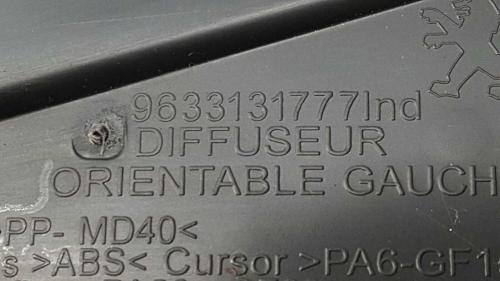 9633131777Ind
DIFFUSEUR
ORIENTABLE GAUCH
>PP- MD40<
s >ABS< Cursor >PA6-GF1